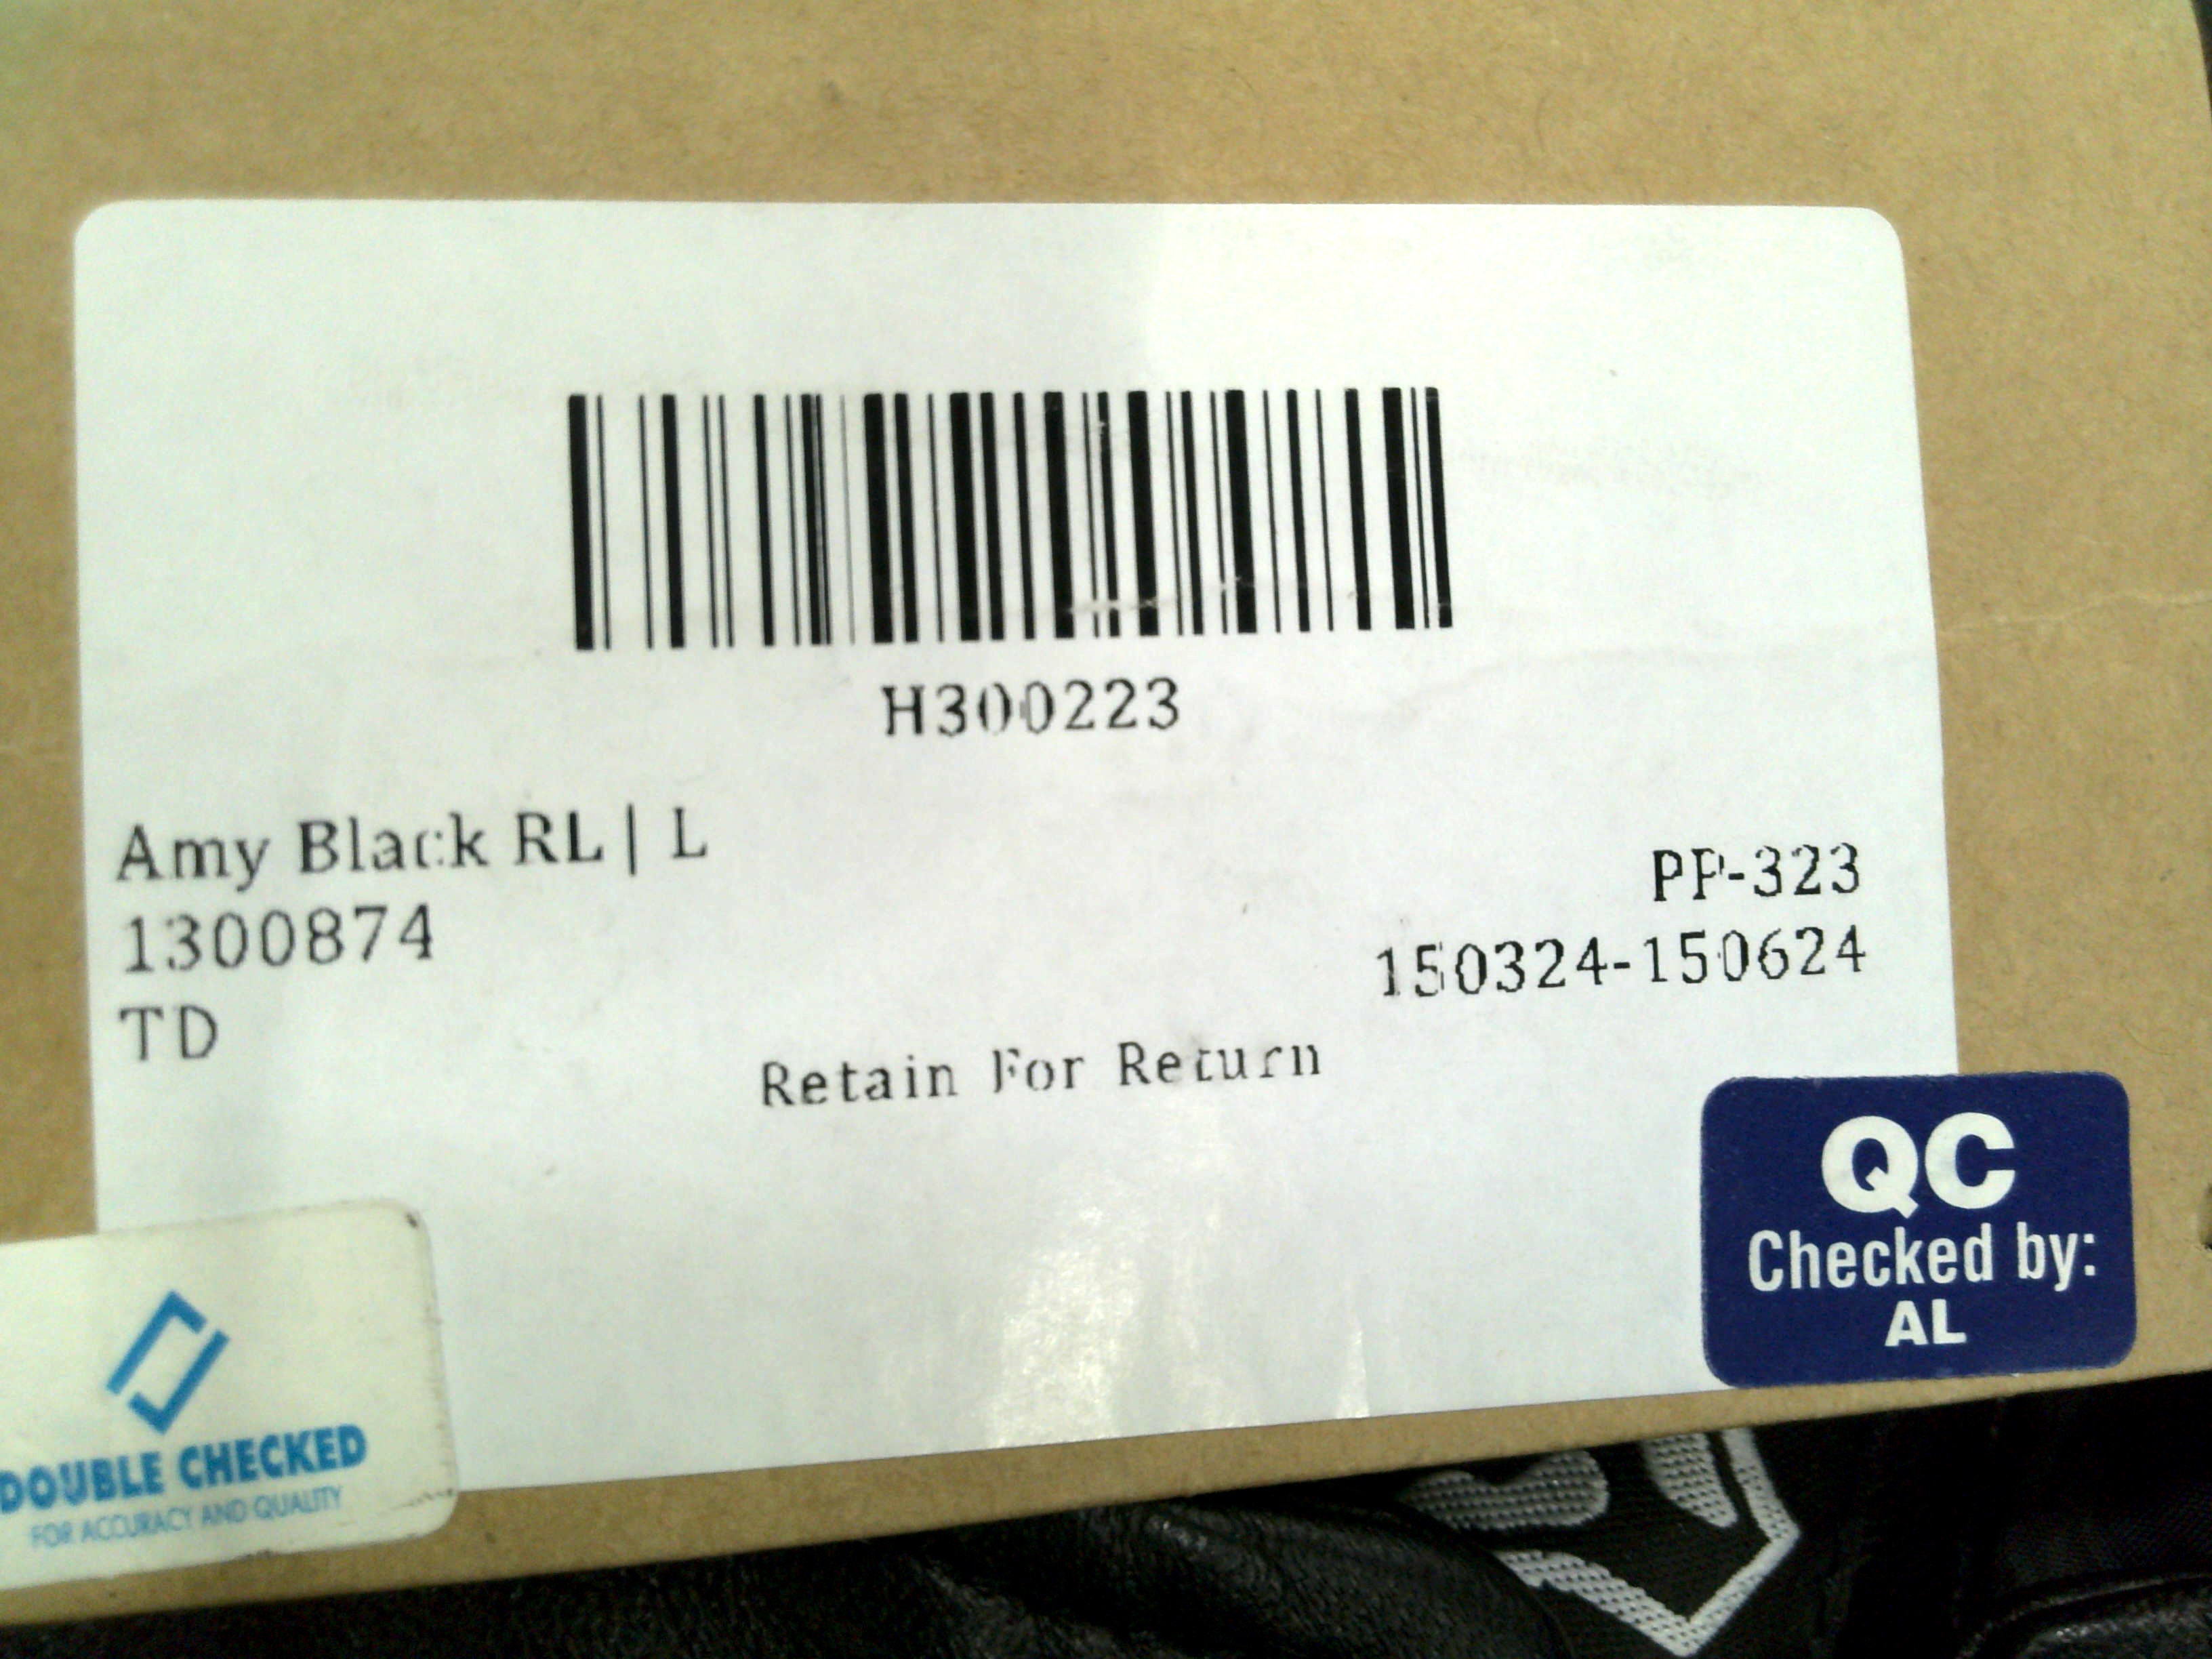 H300223
Amy Black RL | L
1300874
TD
PP-323
150324-150624
Retain For Return
QC
Checked by:
AL
DOUBLE CHECKED
FOR ACCURACY AND QUALITY